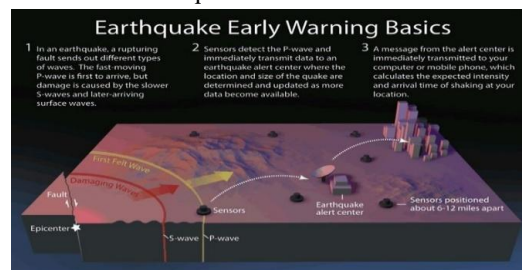 Earthquake Early Warning Basics
1 In an earthquake, a rupturing
fault sends out different types
of waves. The fast-moving
P-wave is first to arrive, but
damage is caused by the slower
S-waves and later-arriving
surface waves.
2 Sensors detect the P-wave and
immediately transmit data to an
earthquake alert center where the
location and size of the quake are
determined and updated as more
data become available.
3 A message from the alert center is
immediately transmitted to your
computer or mobile phone, which
calculates the expected intensity
and arrival time of shaking at your
location.
First Felt Wave
Damaging Waves
Fault
Epicenter
Sensors
S-wave
P-wave
Earthquake
alert center
Sensors positioned
about 6-12 miles apart